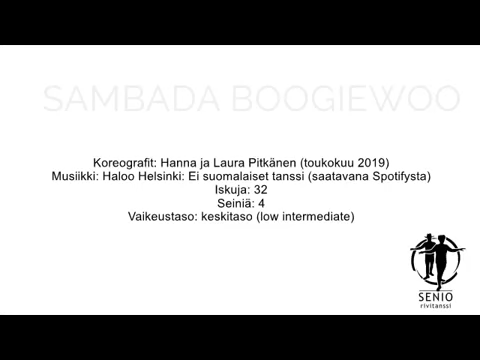 SAMBADA BOOGIEWOO
Koreografit: Hanna ja Laura Pitkänen (toukokuu 2019)
Musiikki: Haloo Helsinki: Ei suomalaiset tanssi (saatavana Spotifysta)
Iskuja: 32
Seiniä: 4
Vaikeustaso: keskitaso (low intermediate)
SENIO
rivitanssi